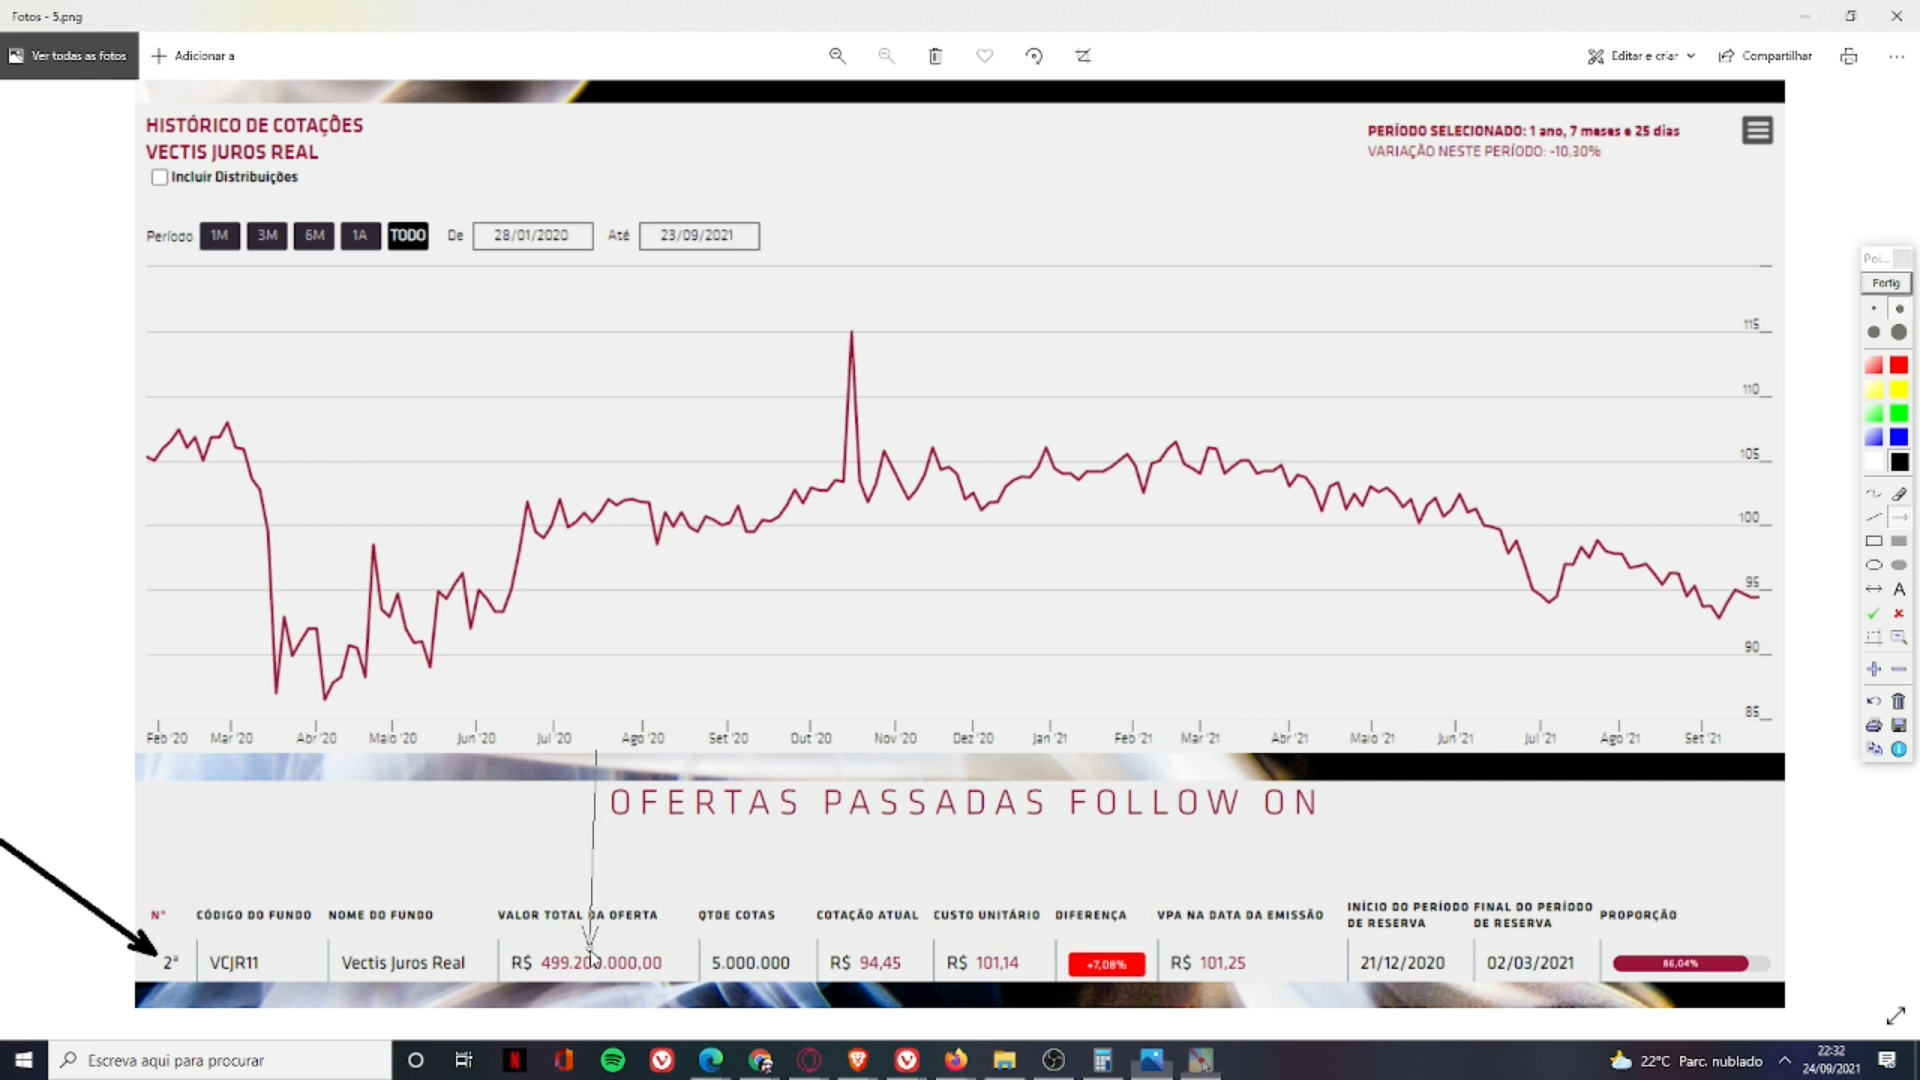 Fotos - 5.png
Ver todas as fotos
Adicionar a
Editar e criar
Compartilhar
HISTÓRICO DE COTAÇÕES
VECTIS JUROS REAL
Incluir Distribuições
PERÍODO SELECIONADO: 1 ano, 7 meses e 25 dias
VARIAÇÃO NESTE PERÍODO: -10,30%
Período 1M 3M 6M 1A TODO De 28/01/2020 Até 23/09/2021
Poi...
Fertig
115
110
105
100
95
90
85
A
Feb '20 Mar '20 Abr '20 Maio '20 Jun '20 Jul '20 Ago '20 Set '20 Out '20 Nov '20 Dez '20 Jan '21 Feb '21 Mar '21 Abr '21 Maio '21 Jun '21 Jul '21 Ago '21 Set '21
OFERTAS PASSADAS FOLLOW ON
N° CÓDIGO DO FUNDO NOME DO FUNDO VALOR TOTAL DA OFERTA QTDE COTAS COTAÇÃO ATUAL CUSTO UNITÁRIO DIFERENÇA VPA NA DATA DA EMISSÃO INÍCIO DO PERÍODO DE RESERVA FINAL DO PERÍODO DE RESERVA PROPORÇÃO
2ª VCJR11 Vectis Juros Real R$ 499.200.000,00 5.000.000 R$ 94,45 R$ 101,14 +7,08% R$ 101,25 21/12/2020 02/03/2021 86,04%
Escreva aqui para procurar
22°C Parc. nublado
22:32
24/09/2021